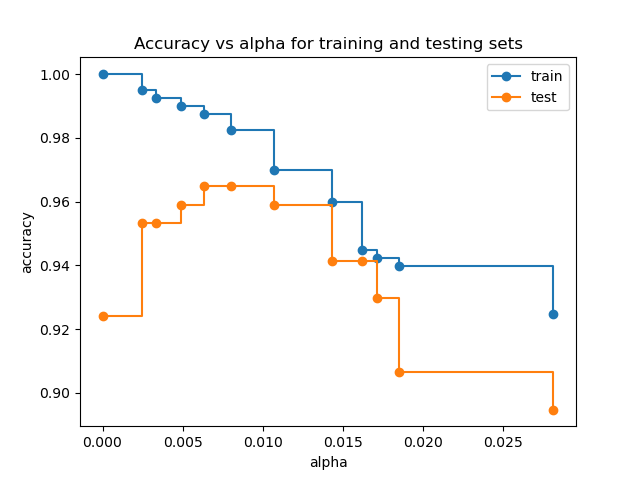 Accuracy vs alpha for training and testing sets
train
test
accuracy
1.00
0.98
0.96
0.94
0.92
0.90
0.000 0.005 0.010 0.015 0.020 0.025
alpha